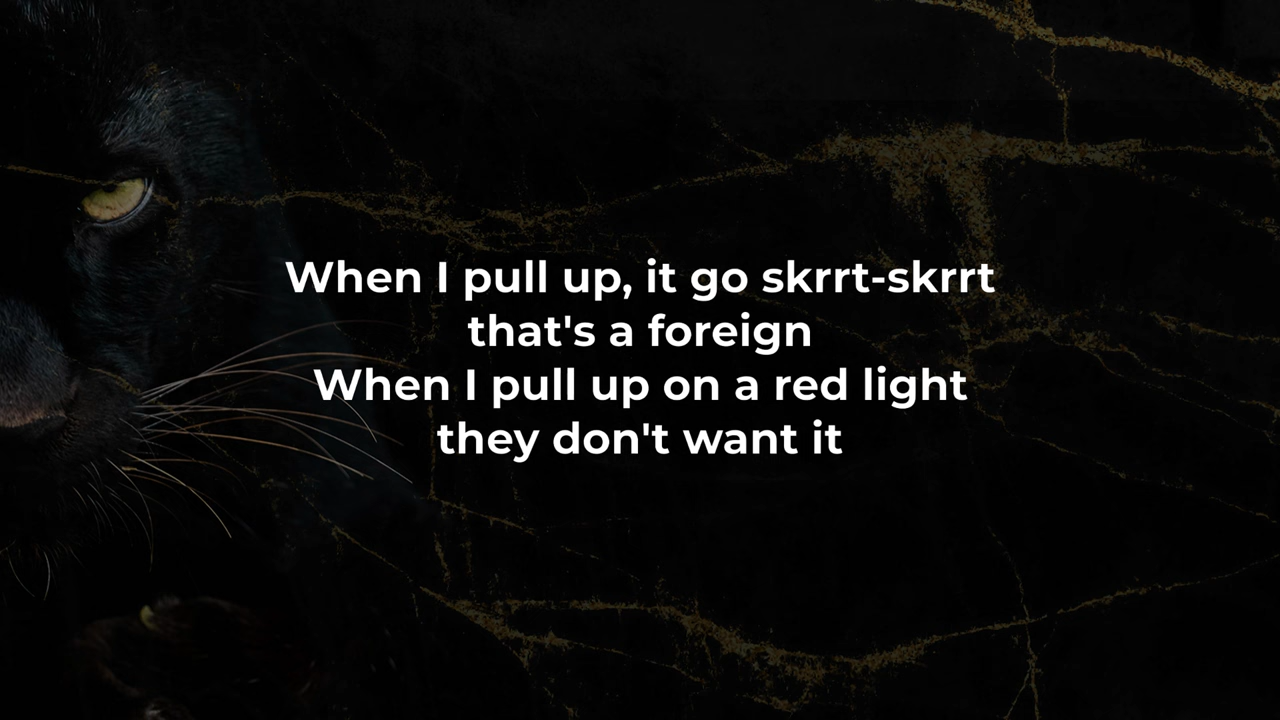 When I pull up, it go skrrt-skrrt
that's a foreign
When I pull up on a red light
they don't want it